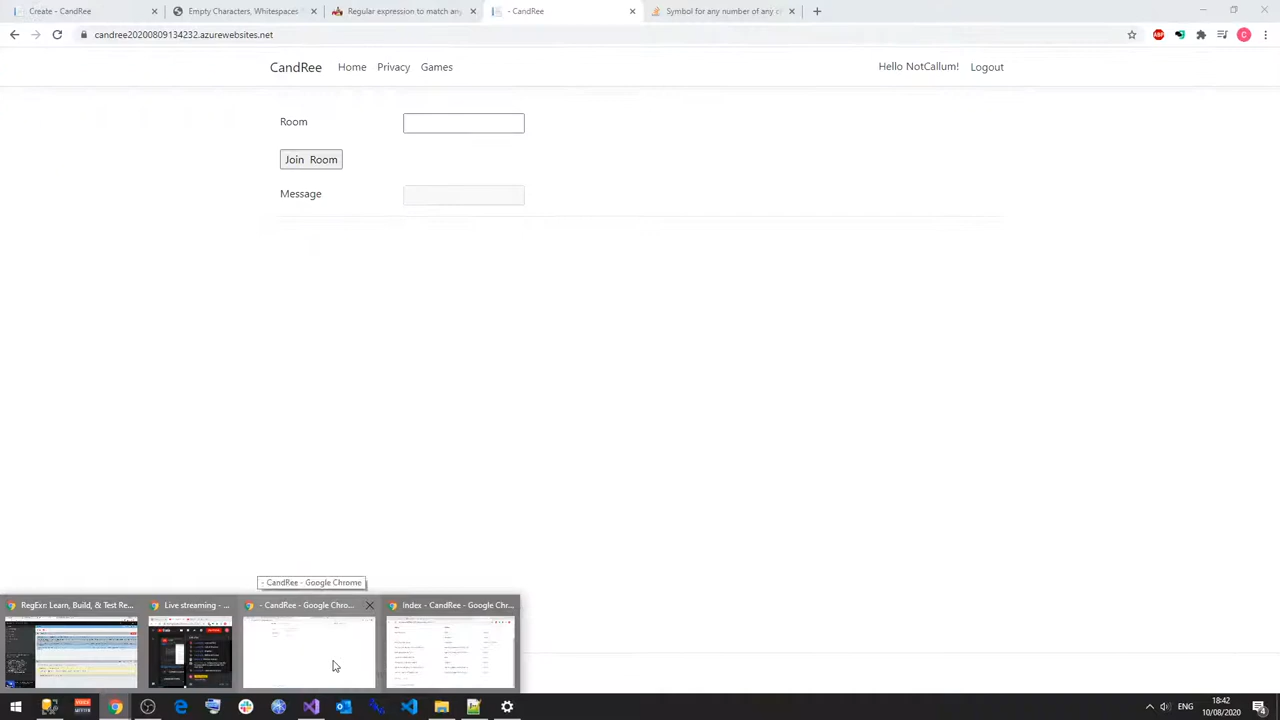 Create - CandRee
Empty Characters, Whitespaces
Regular expression to match any
- CandRee
Symbol for any number of any c
candree20200809134232.azurewebsites.net
ABP
C
CandRee
Home
Privacy
Games
Hello NotCallum!
Logout
Room
Join Room
Message
- CandRee - Google Chrome
RegExr: Learn, Build, & Test Re...
Live streaming - ...
- CandRee - Google Chro...
Index - CandRee - Google Chr...
ENG
18:42
10/08/2020